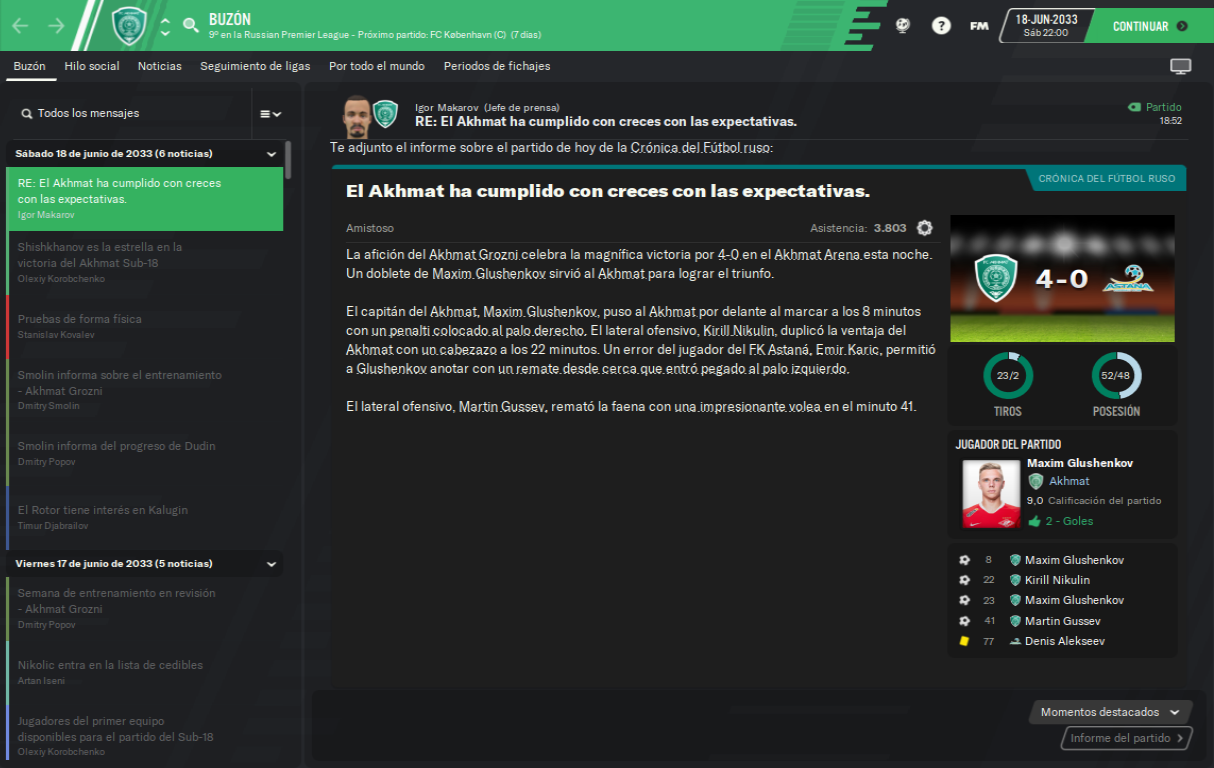 BUZÓN
9º en la Russian Premier League - Próximo partido: FC København (C) (7 días)
FM
18-JUN-2033
Sáb 22:00
CONTINUAR
Buzón
Hilo social
Noticias
Seguimiento de ligas
Por todo el mundo
Periodos de fichajes
Todos los mensajes
Sábado 18 de junio de 2033 (6 noticias)
RE: El Akhmat ha cumplido con creces
con las expectativas.
Igor Makarov
Shishkhanov es la estrella en la
victoria del Akhmat Sub-18
Olexiy Korobchenko
Pruebas de forma física
Stanislav Kovalev
Smolin informa sobre el entrenamiento
- Akhmat Grozni
Dmitry Smolin
Smolin informa del progreso de Dudin
Dmitry Popov
El Rotor tiene interés en Kalugin
Timur Djabrailov
Viernes 17 de junio de 2033 (5 noticias)
Semana de entrenamiento en revisión
- Akhmat Grozni
Dmitry Popov
Nikolic entra en la lista de cedibles
Artan Iseni
Jugadores del primer equipo
disponibles para el partido del Sub-18
Olexiy Korobchenko
Igor Makarov (Jefe de prensa)
RE: El Akhmat ha cumplido con creces con las expectativas.
Partido
18:52
Te adjunto el informe sobre el partido de hoy de la Crónica del Fútbol ruso:
CRÓNICA DEL FÚTBOL RUSO
El Akhmat ha cumplido con creces con las expectativas.
Amistoso
Asistencia: 3.803
La afición del Akhmat Grozni celebra la magnífica victoria por 4-0 en el Akhmat Arena esta noche.
Un doblete de Maxim Glushenkov sirvió al Akhmat para lograr el triunfo.
El capitán del Akhmat, Maxim Glushenkov, puso al Akhmat por delante al marcar a los 8 minutos
con un penalti colocado al palo derecho. El lateral ofensivo, Kirill Nikulin, duplicó la ventaja del
Akhmat con un cabezazo a los 22 minutos. Un error del jugador del FK Astaná, Emir Karic, permitió
a Glushenkov anotar con un remate desde cerca que entró pegado al palo izquierdo.
El lateral ofensivo, Martin Gussev, remató la faena con una impresionante volea en el minuto 41.
4-0
ASTANA
23/2
TIROS
52/48
POSESIÓN
JUGADOR DEL PARTIDO
Maxim Glushenkov
Akhmat
9,0 Calificación del partido
2 - Goles
8 Maxim Glushenkov
22 Kirill Nikulin
23 Maxim Glushenkov
41 Martin Gussev
77 Denis Alekseev
Momentos destacados
Informe del partido